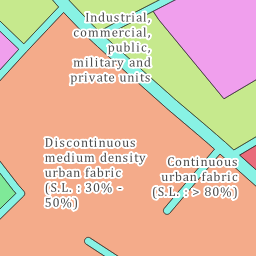 Industrial,
commercial,
public,
military and
private units
Discontinuous
medium density
urban fabric
(S.L. : 30% -
50%)
Continuous
urban fabric
(S.L. : > 80%)